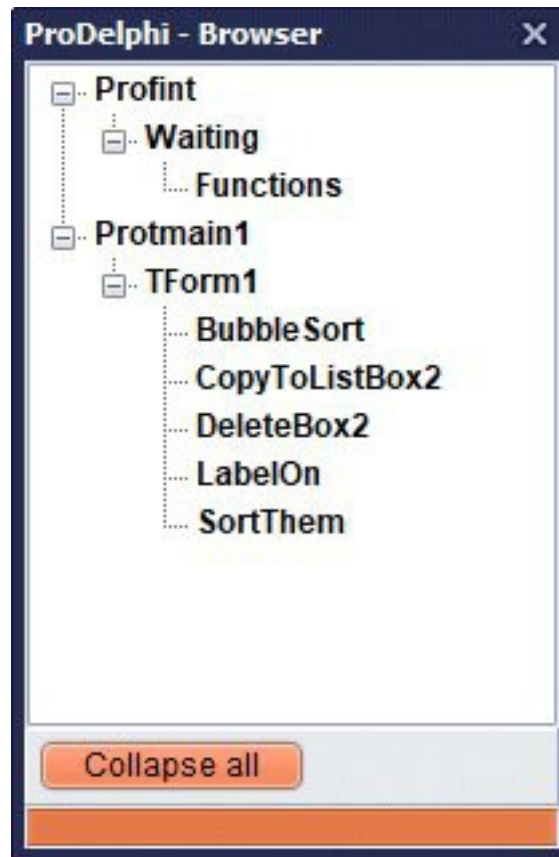 ProDelphi - Browser
Profint
Waiting
Functions
Protmain1
TForm1
BubbleSort
CopyToListBox2
DeleteBox2
LabelOn
SortThem
Collapse all